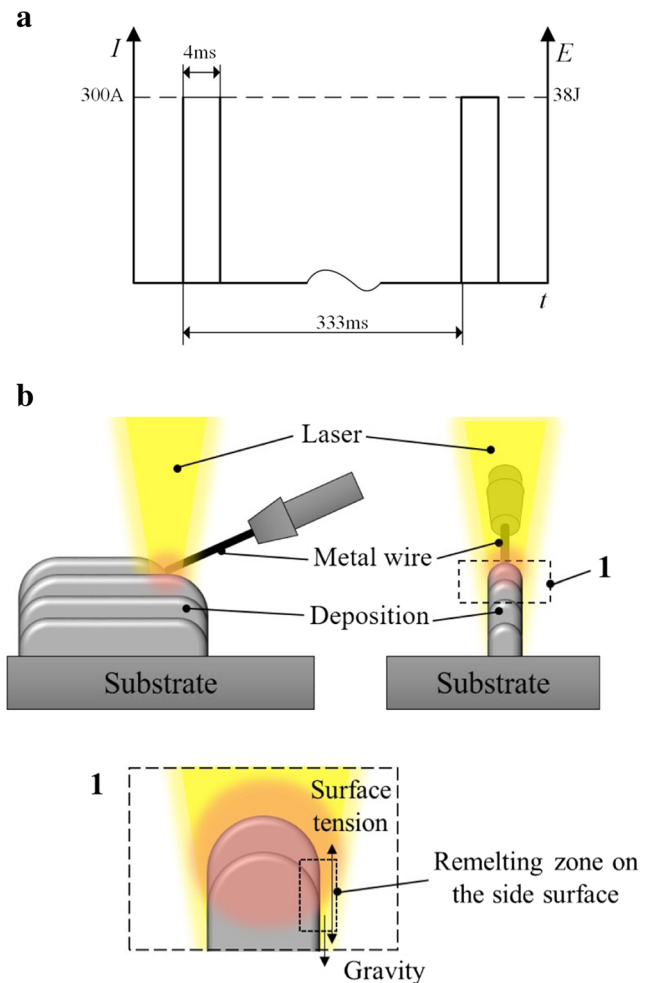 a
I
E
4ms
300A
38J
t
333ms
b
Laser
Metal wire
1
Deposition
Substrate
Substrate
1
Surface
tension
Remelting zone on
the side surface
Gravity